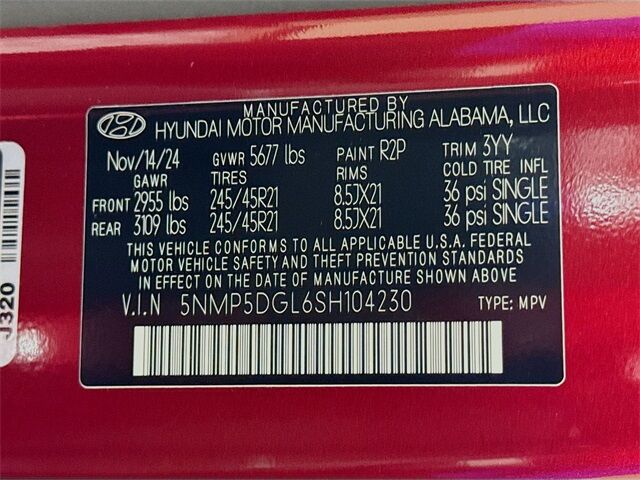 MANUFACTURED BY
HYUNDAI MOTOR MANUFACTURING ALABAMA, LLC
Nov/14/24 GVWR 5677 lbs PAINT R2P TRIM 3YY
GAWR TIRES RIMS COLD TIRE INFL
FRONT 2955 lbs 245/45R21 8.5JX21 36 psi SINGLE
REAR 3109 lbs 245/45R21 8.5JX21 36 psi SINGLE
THIS VEHICLE CONFORMS TO ALL APPLICABLE U.S.A. FEDERAL
MOTOR VEHICLE SAFETY AND THEFT PREVENTION STANDARDS
IN EFFECT ON THE DATE OF MANUFACTURE SHOWN ABOVE.
V.I.N 5NMP5DGL6SH104230 TYPE: MPV
J320